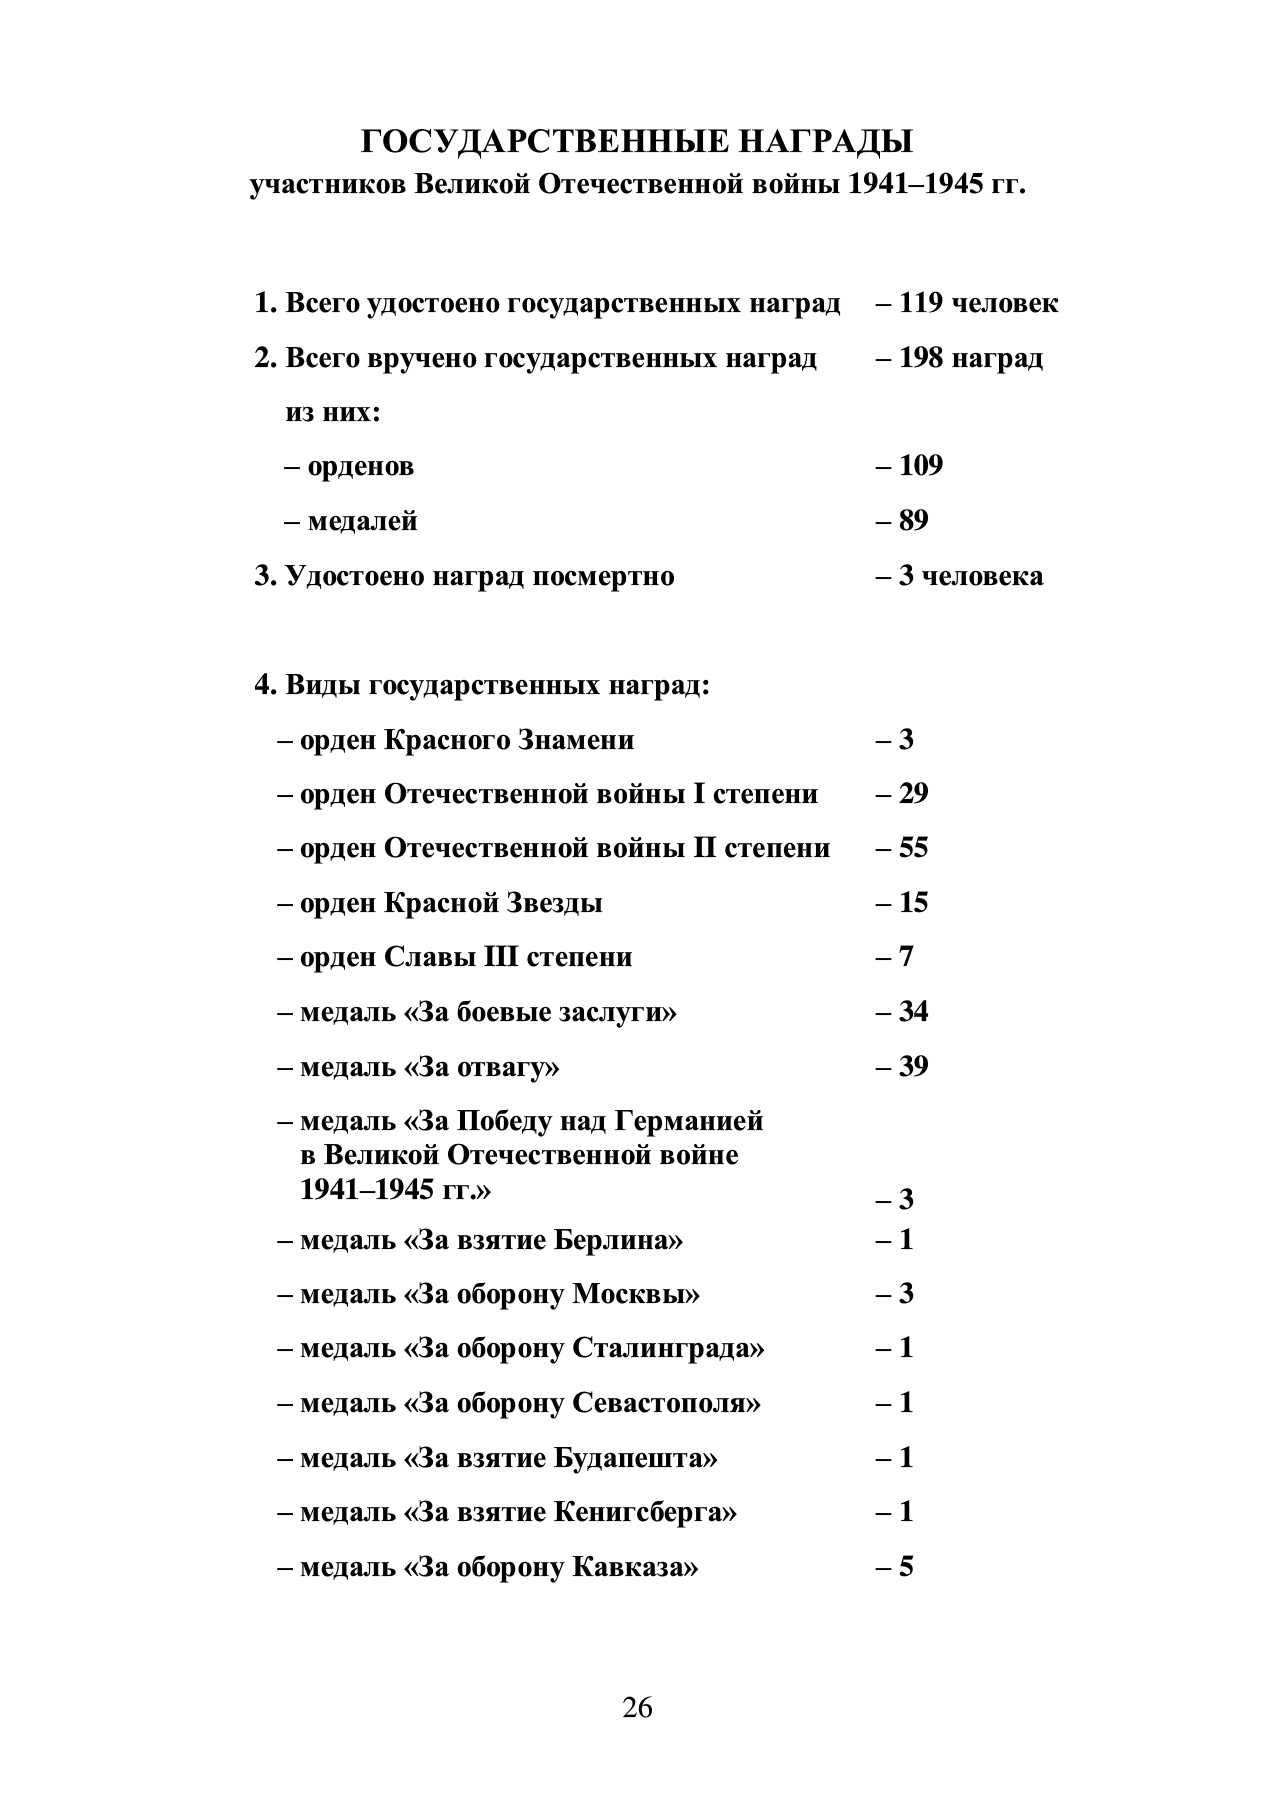 ГОСУДАРСТВЕННЫЕ НАГРАДЫ
участников Великой Отечественной войны 1941–1945 гг.
1. Всего удостоено государственных наград – 119 человек
2. Всего вручено государственных наград – 198 наград
из них:
– орденов – 109
– медалей – 89
3. Удостоено наград посмертно – 3 человека
4. Виды государственных наград:
– орден Красного Знамени – 3
– орден Отечественной войны I степени – 29
– орден Отечественной войны II степени – 55
– орден Красной Звезды – 15
– орден Славы III степени – 7
– медаль «За боевые заслуги» – 34
– медаль «За отвагу» – 39
– медаль «За Победу над Германией
в Великой Отечественной войне
1941–1945 гг.» – 3
– медаль «За взятие Берлина» – 1
– медаль «За оборону Москвы» – 3
– медаль «За оборону Сталинграда» – 1
– медаль «За оборону Севастополя» – 1
– медаль «За взятие Будапешта» – 1
– медаль «За взятие Кенигсберга» – 1
– медаль «За оборону Кавказа» – 5
26